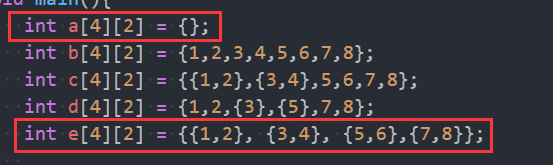 void main(){
int a[4][2] = {};
int b[4][2] = {1,2,3,4,5,6,7,8};
int c[4][2] = {{1,2},{3,4},5,6,7,8};
int d[4][2] = {1,2,{3},{5},7,8};
int e[4][2] = {{1,2}, {3,4}, {5,6},{7,8}};